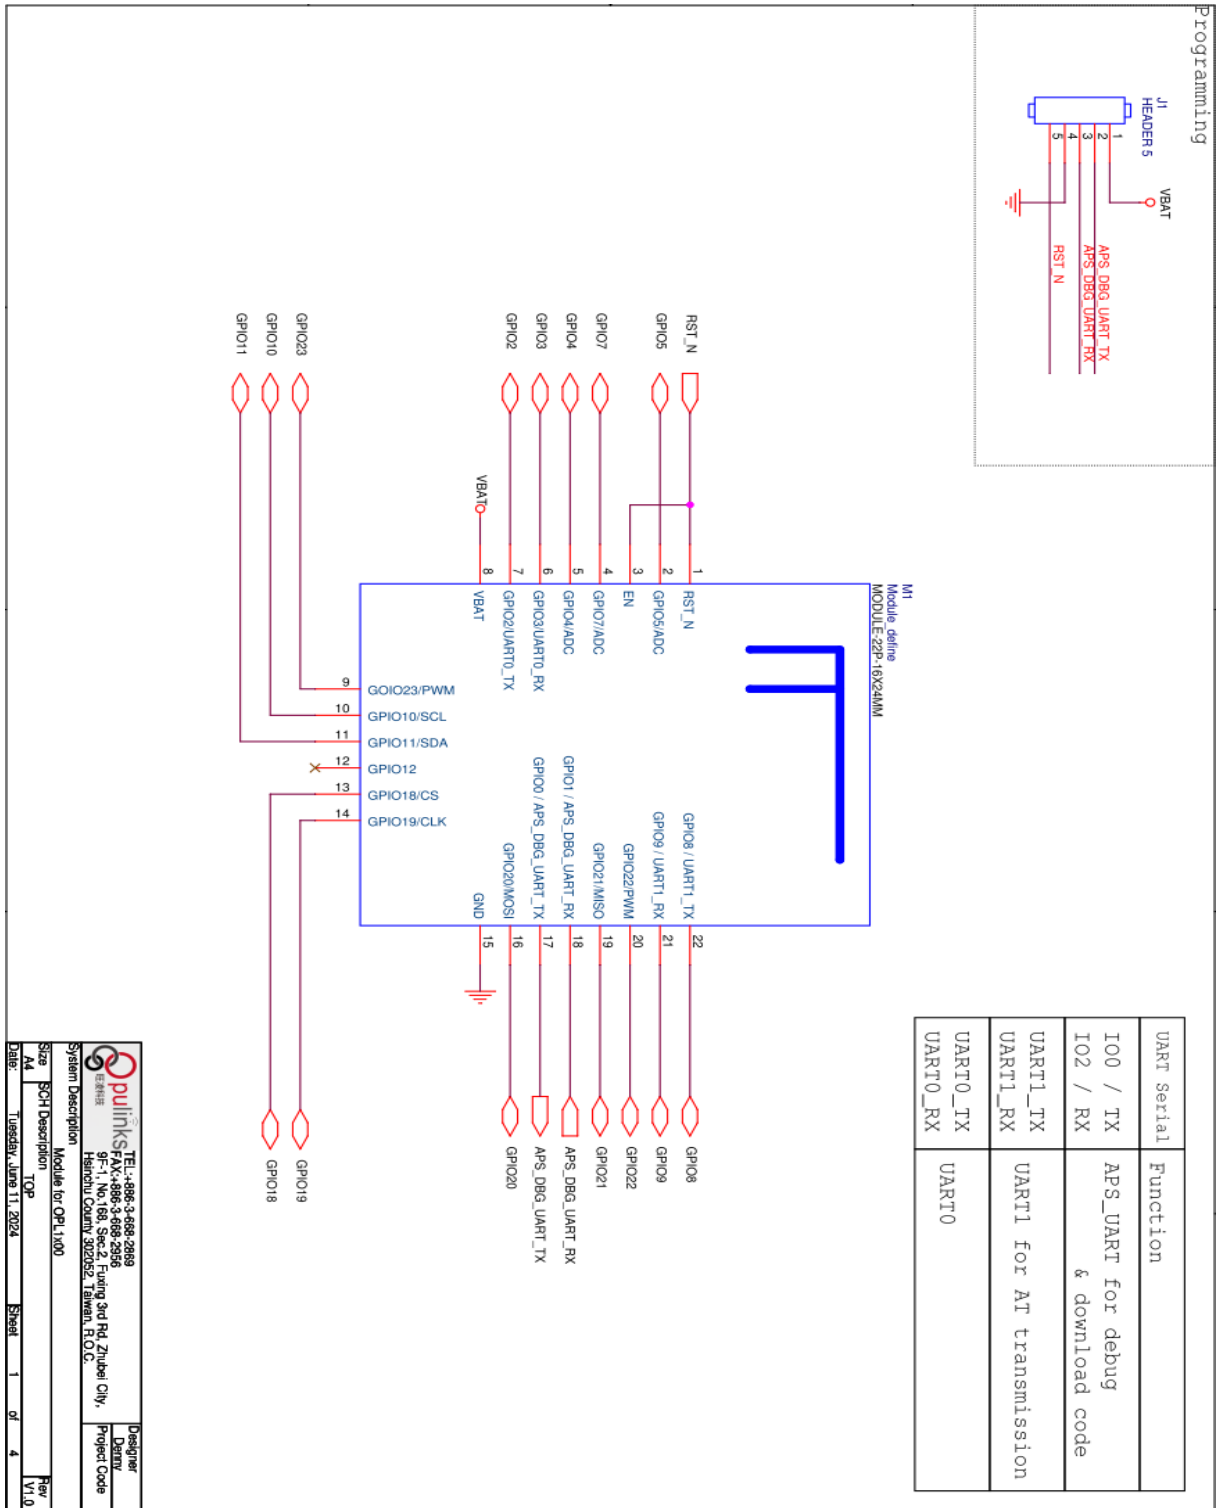 Programming
J1
HEADER 5
1
2
3
4
5
VBAT
APS_DBG_UART_TX
APS_DBG_UART_RX
RST_N
UART Serial
Function
IO0 / TX
IO2 / RX
APS_UART for debug
& download code
UART1_TX
UART1_RX
UART1 for AT transmission
UART0_TX
UART0_RX
UART0
M1
Module_define
MODULE-22P-16X24MM
RST_N
1
RST_N
GPIO5
2
GPIO5/ADC
3
EN
GPIO7
4
GPIO7/ADC
GPIO4
5
GPIO4/ADC
GPIO3
6
GPIO3/UART0_RX
GPIO2
7
GPIO2/UART0_TX
VBAT
8
VBAT
GPIO23
GPIO10
GPIO11
9
GOIO23/PWM
10
GPIO10/SCL
11
GPIO11/SDA
12
GPIO12
13
GPIO18/CS
14
GPIO19/CLK
GPIO8 / UART1_TX
22
GPIO8
GPIO9 / UART1_RX
21
GPIO9
GPIO22/PWM
20
GPIO22
GPIO21/MISO
19
GPIO21
GPIO1 / APS_DBG_UART_RX
18
APS_DBG_UART_RX
GPIO0 / APS_DBG_UART_TX
17
APS_DBG_UART_TX
GPIO20/MOSI
16
GPIO20
GND
15
GPIO19
GPIO18
Opulinks
旺凌科技
TEL:+886-3-668-2869
FAX:+886-3-668-2956
9F-1, No.168, Sec.2, Fuxing 3rd Rd, Zhubei City,
Hsinchu County 302052, Taiwan, R.O.C.
Designer
Denny
Project Code
System Description
Module for OPL1x00
Size
A4
SCH Description
TOP
Rev
V1.0
Date:
Tuesday, June 11, 2024
Sheet
1
of
4